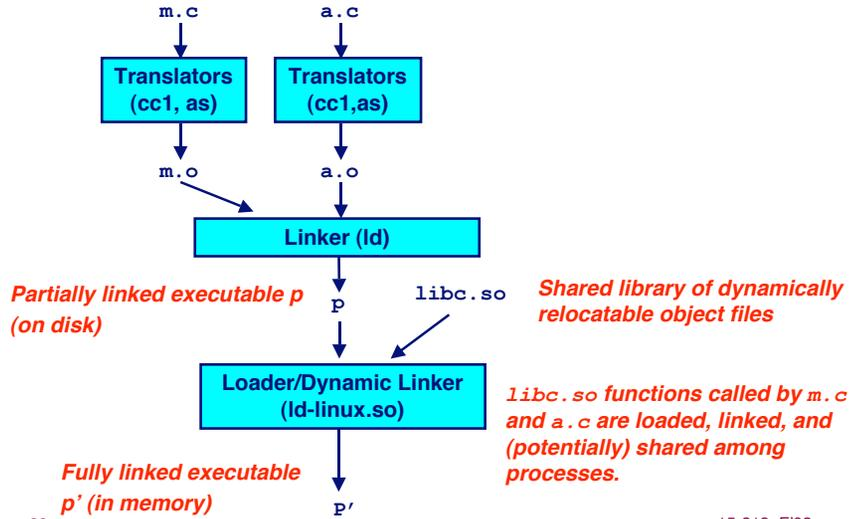 m.c
a.c
Translators
(cc1, as)
Translators
(cc1,as)
m.o
a.o
Linker (ld)
Partially linked executable p
(on disk)
p
libc.so
Shared library of dynamically
relocatable object files
Loader/Dynamic Linker
(ld-linux.so)
libc.so functions called by m.c
and a.c are loaded, linked, and
(potentially) shared among
processes.
Fully linked executable
p’ (in memory)
P’